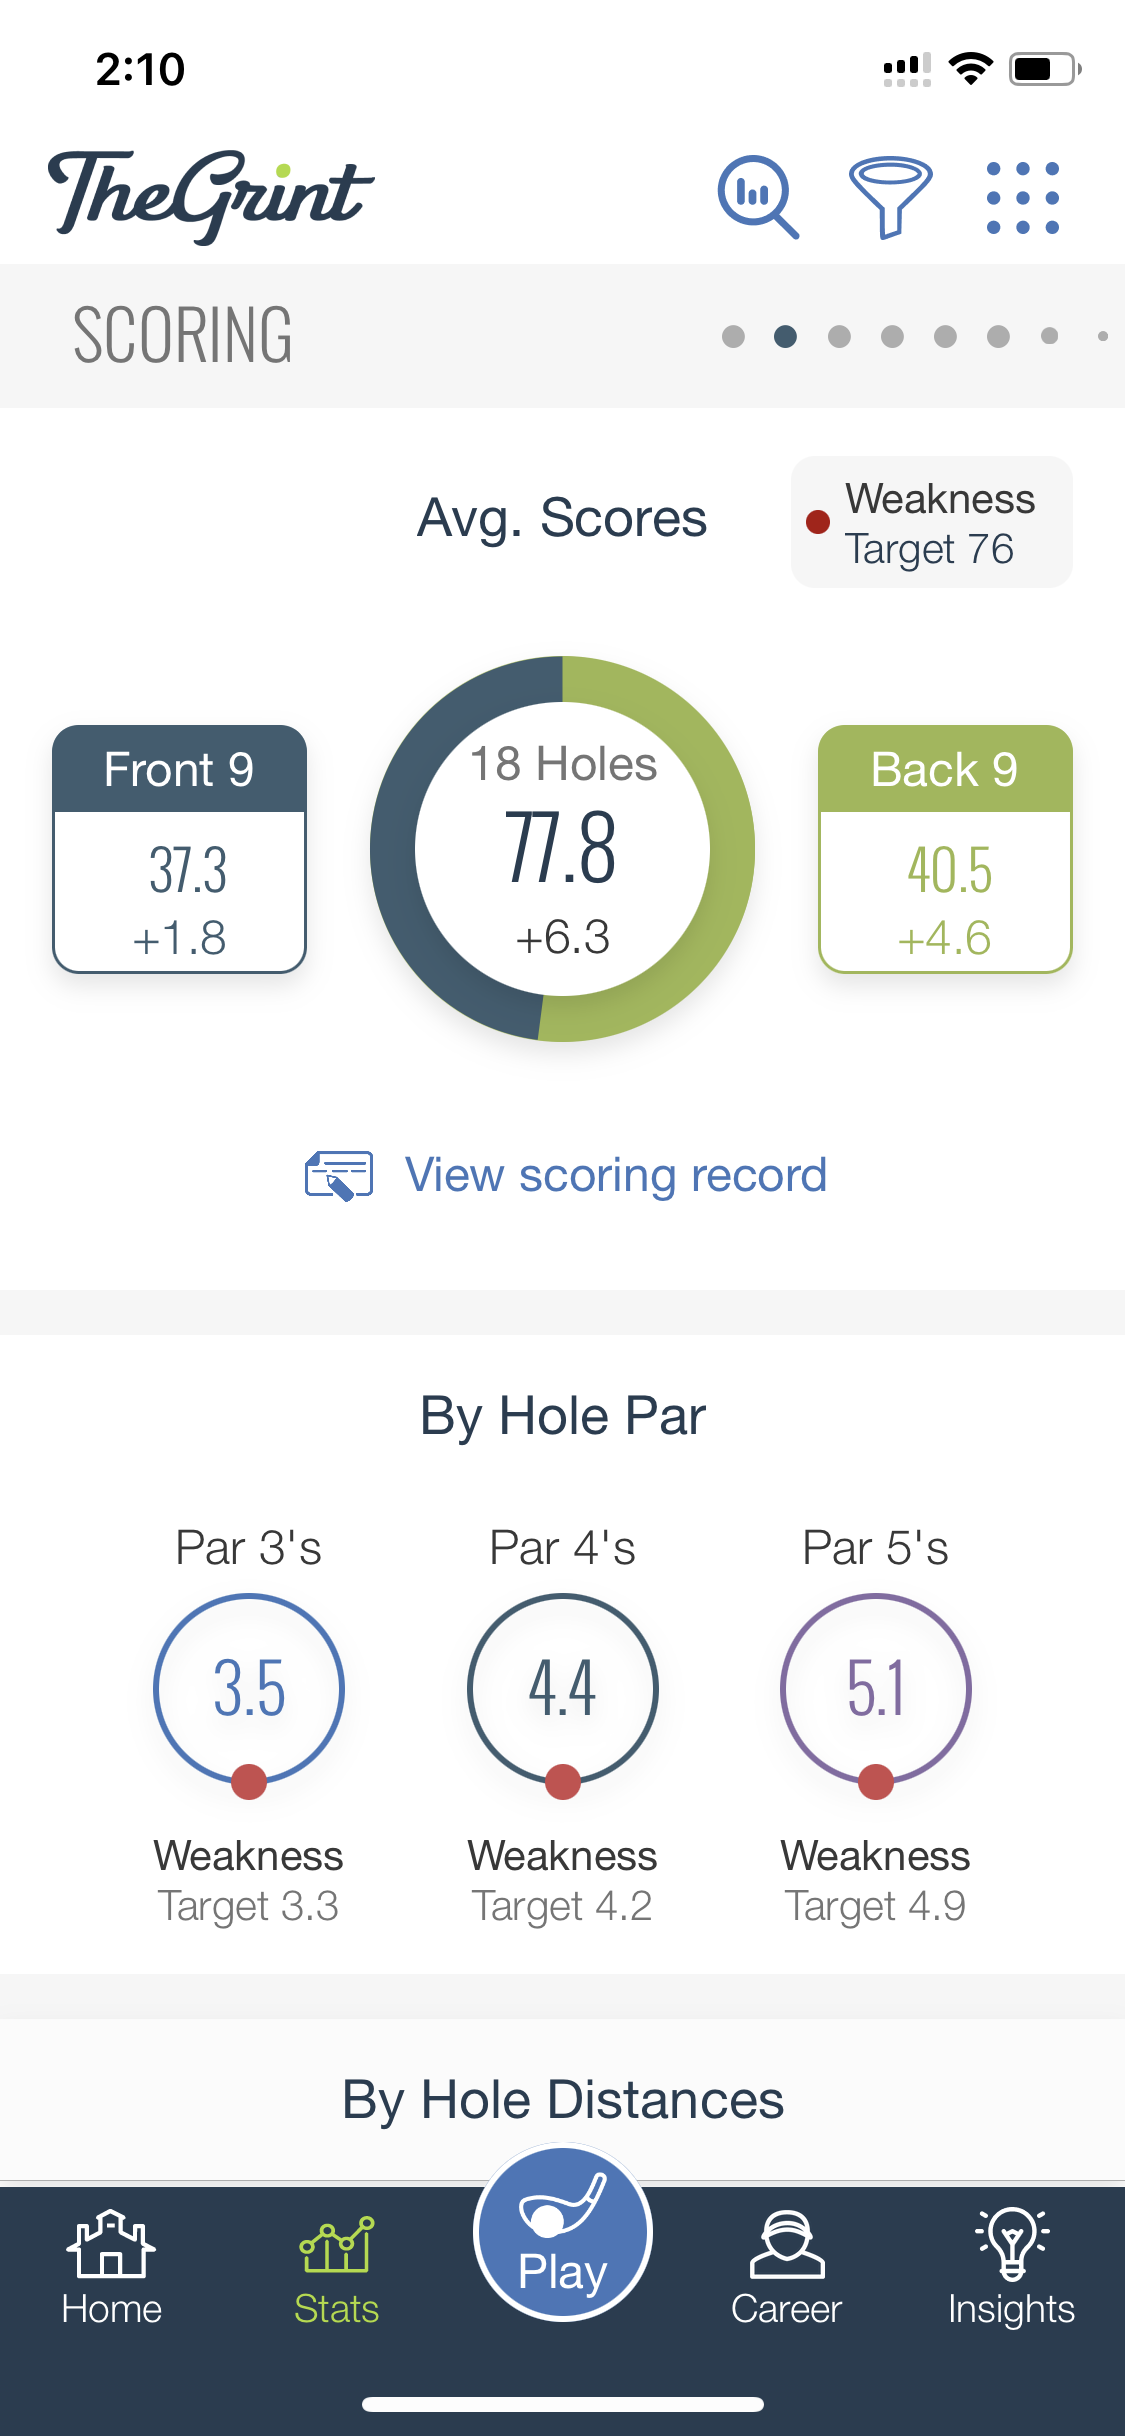 2:10
TheGrint
SCORING
Avg. Scores
Weakness
Target 76
Front 9
37.3
+1.8
18 Holes
77.8
+6.3
Back 9
40.5
+4.6
View scoring record
By Hole Par
Par 3's
Par 4's
Par 5's
3.5
4.4
5.1
Weakness
Target 3.3
Weakness
Target 4.2
Weakness
Target 4.9
By Hole Distances
Home
Stats
Play
Career
Insights